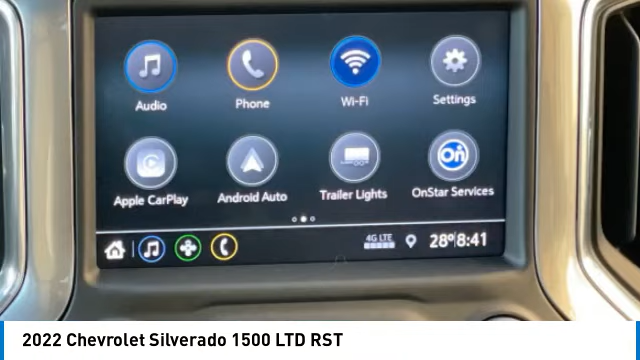 Audio
Phone
Wi-Fi
Settings
Apple CarPlay
Android Auto
Trailer Lights
On
OnStar Services
4G LTE
28° 8:41
2022 Chevrolet Silverado 1500 LTD RST